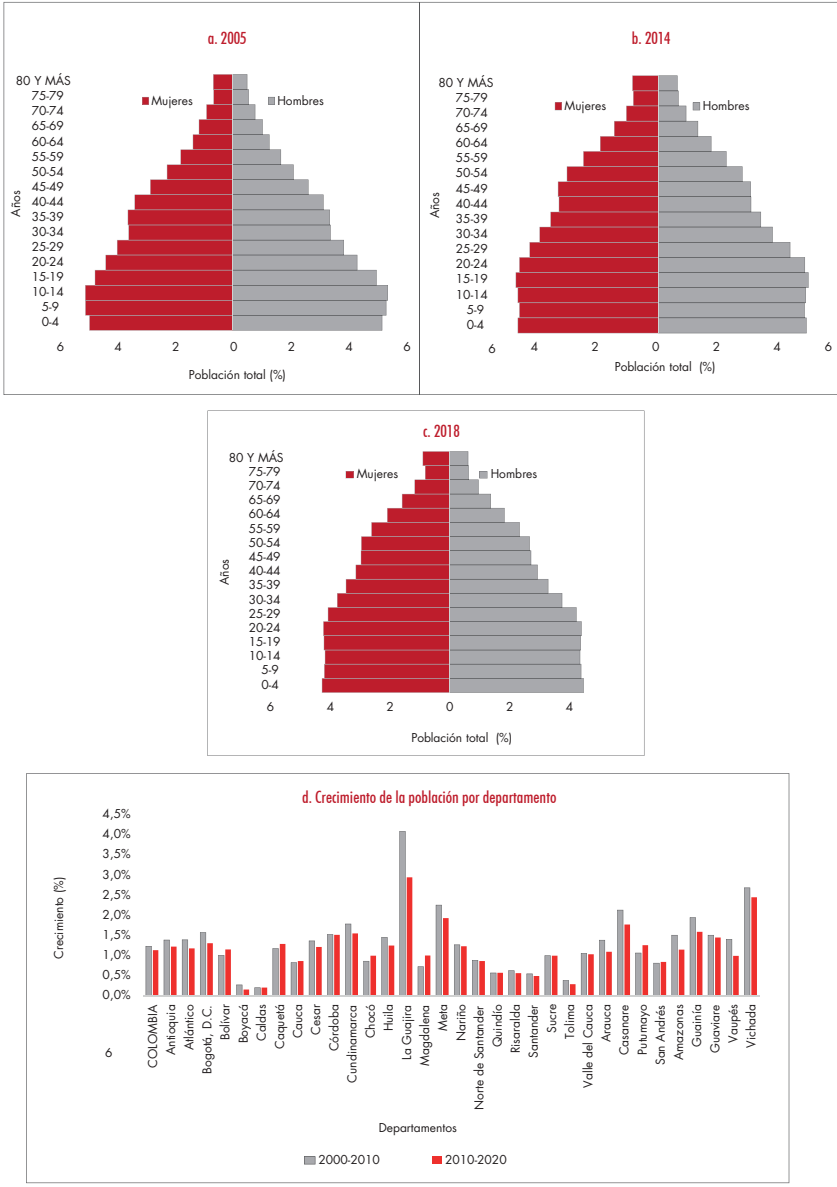 a. 2005
80 Y MÁS
75-79
70-74
65-69
60-64
55-59
50-54
45-49
40-44
35-39
30-34
25-29
20-24
15-19
10-14
5-9
0-4
Mujeres
Hombres
Años
6 4 2 0 2 4 6
Población total (%)
b. 2014
80 Y MÁS
75-79
70-74
65-69
60-64
55-59
50-54
45-49
40-44
35-39
30-34
25-29
20-24
15-19
10-14
5-9
0-4
Mujeres
Hombres
Años
6 4 2 0 2 4 6
Población total (%)
c. 2018
80 Y MÁS
75-79
70-74
65-69
60-64
55-59
50-54
45-49
40-44
35-39
30-34
25-29
20-24
15-19
10-14
5-9
0-4
Mujeres
Hombres
Años
6 4 2 0 2 4
Población total (%)
d. Crecimiento de la población por departamento
4,5%
4,0%
3,5%
3,0%
2,5%
2,0%
1,5%
1,0%
0,5%
0,0%
Crecimiento (%)
6
COLOMBIA
Antioquia
Atlántico
Bogotá, D.C.
Bolívar
Boyacá
Caldas
Caquetá
Cauca
Cesar
Córdoba
Cundinamarca
Chocó
Huila
La Guajira
Magdalena
Meta
Nariño
Norte de Santander
Quindío
Risaralda
Santander
Sucre
Tolima
Valle del Cauca
Arauca
Casanare
Putumayo
San Andrés
Amazonas
Guainía
Guaviare
Vaupés
Vichada
Departamentos
2000-2010
2010-2020